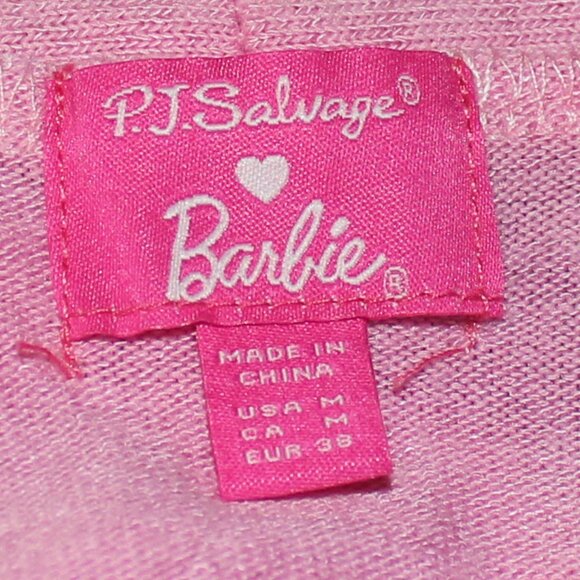 P.J.Salvage®
Barbie®
MADE IN
CHINA
USA M
CA M
EUR 38